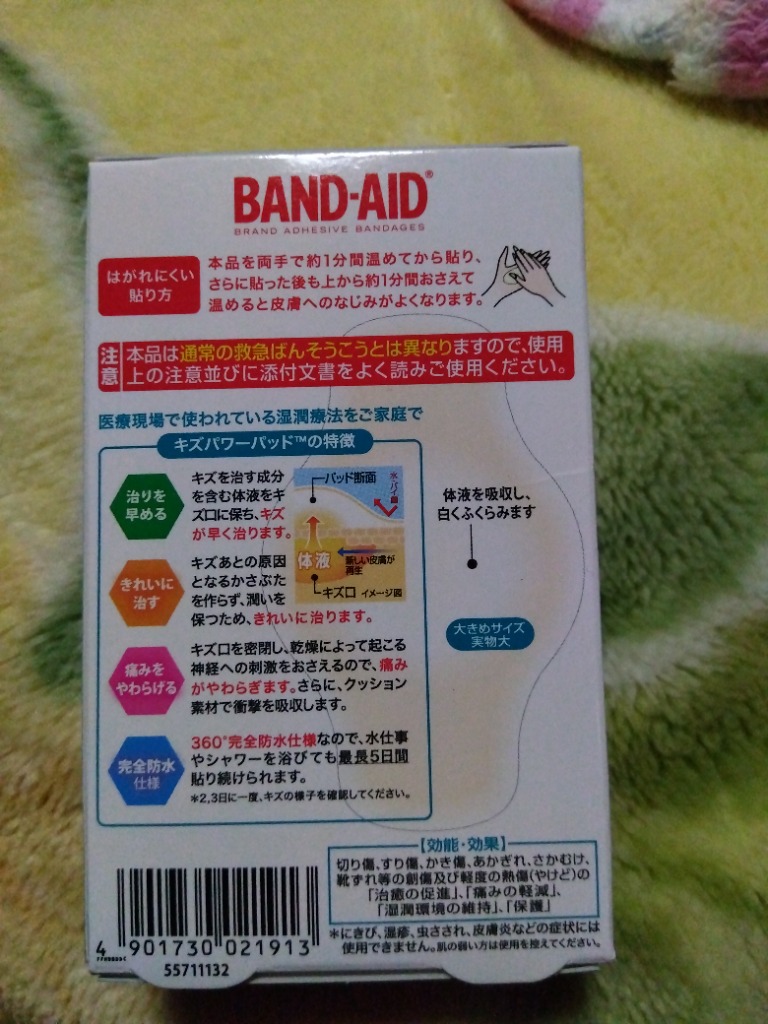 BAND-AID®
BRAND ADHESIVE BANDAGES
はがれにくい
貼り方
本品を両手で約1分間温めてから貼り、
さらに貼った後も上から約1分間おさえて
温めると皮膚へのなじみがよくなります。
注意
本品は通常の救急ばんそうこうとは異なりますので、使用
上の注意並びに添付文書をよく読みご使用ください。
医療現場で使われている湿潤療法をご家庭で
キズパワーパッド™の特徴
治りを
早める
キズを治す成分
を含む体液をキ
ズ口に保ち、キズ
が早く治ります。
パッド断面
水・バイ菌
体液
新しい皮膚が
再生
キズ口 イメージ図
きれいに
治す
キズあとの原因
となるかさぶた
を作らず、潤いを
保つため、きれいに治ります。
痛みを
やわらげる
キズ口を密閉し、乾燥によって起こる
神経への刺激をおさえるので、痛み
がやわらぎます。さらに、クッション
素材で衝撃を吸収します。
完全防水
仕様
360°完全防水仕様なので、水仕事
やシャワーを浴びても最長5日間
貼り続けられます。
*2,3日に一度、キズの様子を確認してください。
体液を吸収し、
白くふくらみます
大きめサイズ
実物大
【効能・効果】
切り傷、すり傷、かき傷、あかぎれ、さかむけ、
靴ずれ等の創傷及び軽度の熱傷(やけど)の
「治癒の促進」、「痛みの軽減」、
「湿潤環境の維持」、「保護」
*にきび、湿疹、虫さされ、皮膚炎などの症状には
使用できません。肌の弱い方は使用を控えてください。
4 901730 021913
55711132